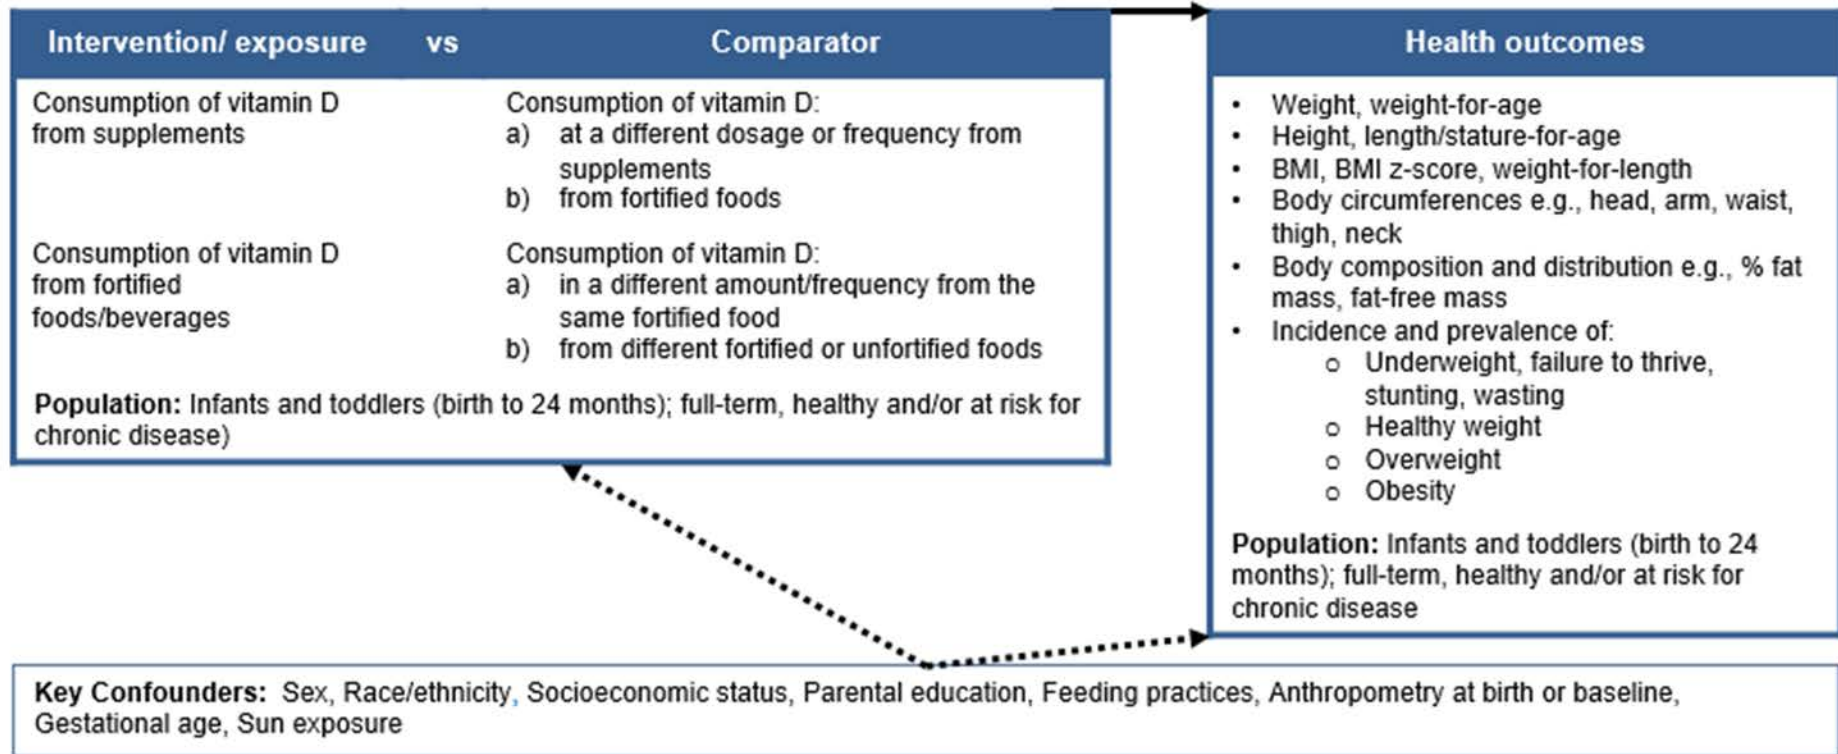 Intervention/ exposure vs Comparator
Consumption of vitamin D
from supplements
Consumption of vitamin D:
a) at a different dosage or frequency from
supplements
b) from fortified foods
Consumption of vitamin D
from fortified
foods/beverages
Consumption of vitamin D:
a) in a different amount/frequency from the
same fortified food
b) from different fortified or unfortified foods
Population: Infants and toddlers (birth to 24 months); full-term, healthy and/or at risk for
chronic disease)
Health outcomes
• Weight, weight-for-age
• Height, length/stature-for-age
• BMI, BMI z-score, weight-for-length
• Body circumferences e.g., head, arm, waist,
thigh, neck
• Body composition and distribution e.g., % fat
mass, fat-free mass
• Incidence and prevalence of:
o Underweight, failure to thrive,
stunting, wasting
o Healthy weight
o Overweight
o Obesity
Population: Infants and toddlers (birth to 24
months); full-term, healthy and/or at risk for
chronic disease
Key Confounders: Sex, Race/ethnicity, Socioeconomic status, Parental education, Feeding practices, Anthropometry at birth or baseline,
Gestational age, Sun exposure